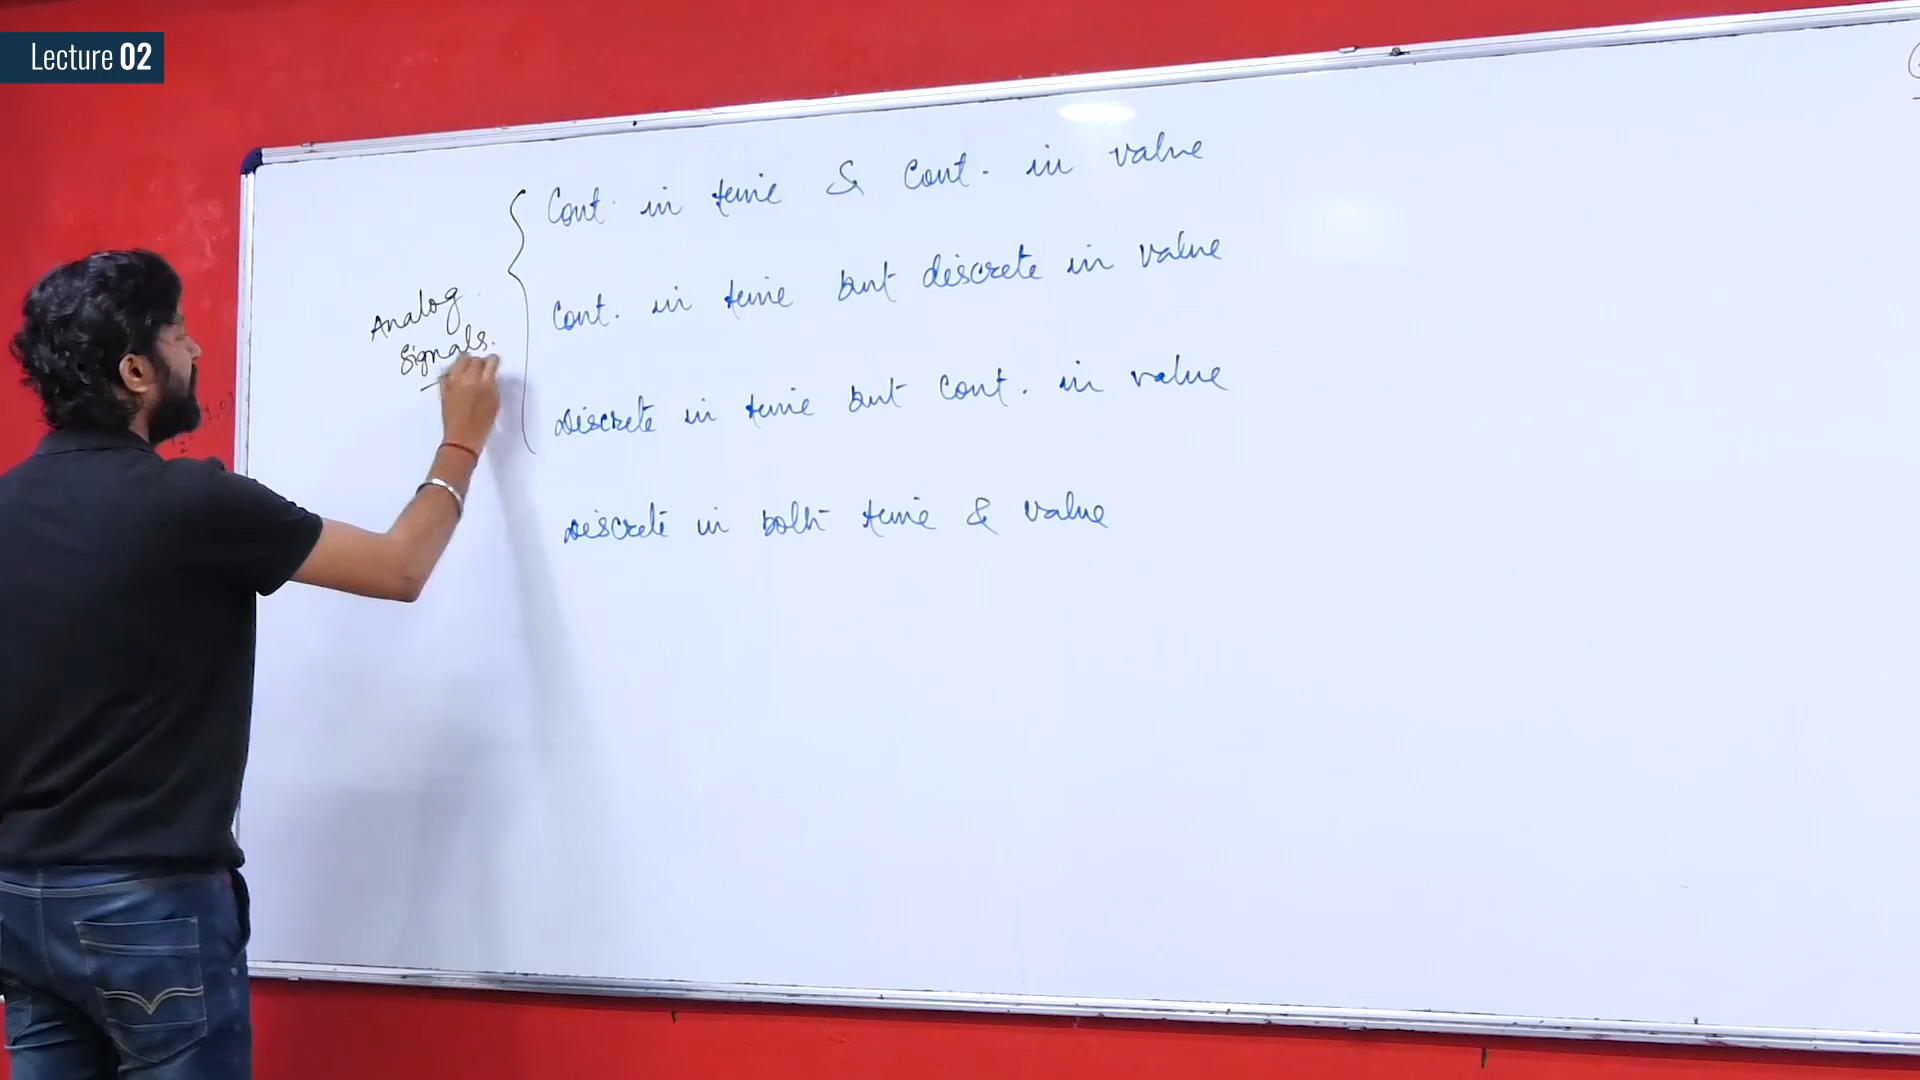 Lecture 02
Cont. in time & Cont. in value
Cont. in time but discrete in value
Analog
Signals.
Discrete in time but cont. in value
Discrete in both time & value